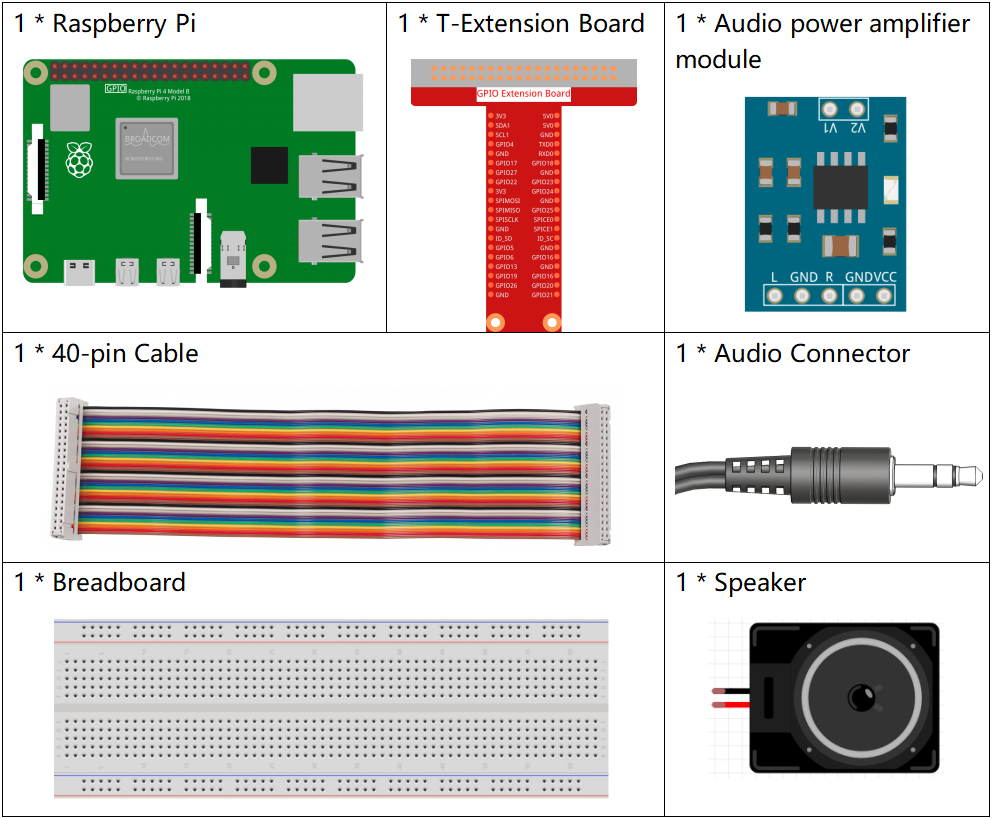 1 * Raspberry Pi
1 * T-Extension Board
1 * Audio power amplifier
module
GPIO
Raspberry Pi 4 Model B
© Raspberry Pi 2018
BROADCOM
GPIO Extension Board
3V3 5V0
SDA1 5V0
SCL1 GND
GPIO4 TXD0
GND RXD0
GPIO17 GPIO18
GPIO27 GND
GPIO22 GPIO23
3V3 GPIO24
SPIMOSI GND
SPIMISO GPIO25
SPISCLK SPICE0
GND SPICE1
ID_SD ID_SC
GPIO5 GND
GPIO6 GPIO16
GPIO13 GND
GPIO19 GPIO16
GPIO26 GPIO20
GND GPIO21
V1 V2
L GND R GND VCC
1 * 40-pin Cable
1 * Audio Connector
1 * Breadboard
1 * Speaker